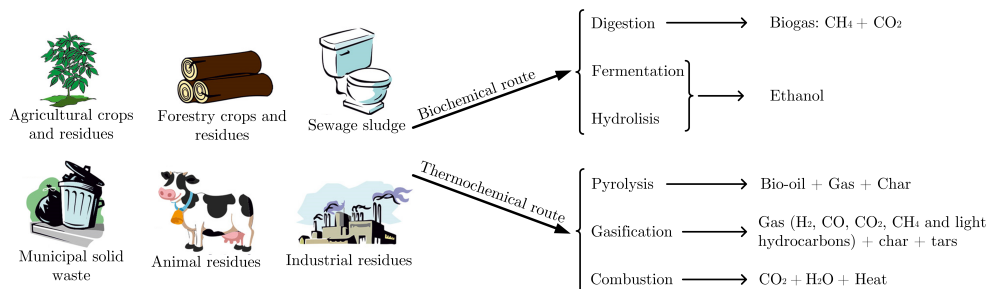 Agricultural crops
and residues
Forestry crops and
residues
Sewage sludge
Municipal solid
waste
Animal residues
Industrial residues
Biochemical route
Digestion
Biogas: CH₄ + CO₂
Fermentation
Hydrolisis
Ethanol
Thermochemical route
Pyrolysis
Bio-oil + Gas + Char
Gasification
Gas (H₂, CO, CO₂, CH₄ and light
hydrocarbons) + char + tars
Combustion
CO₂ + H₂O + Heat